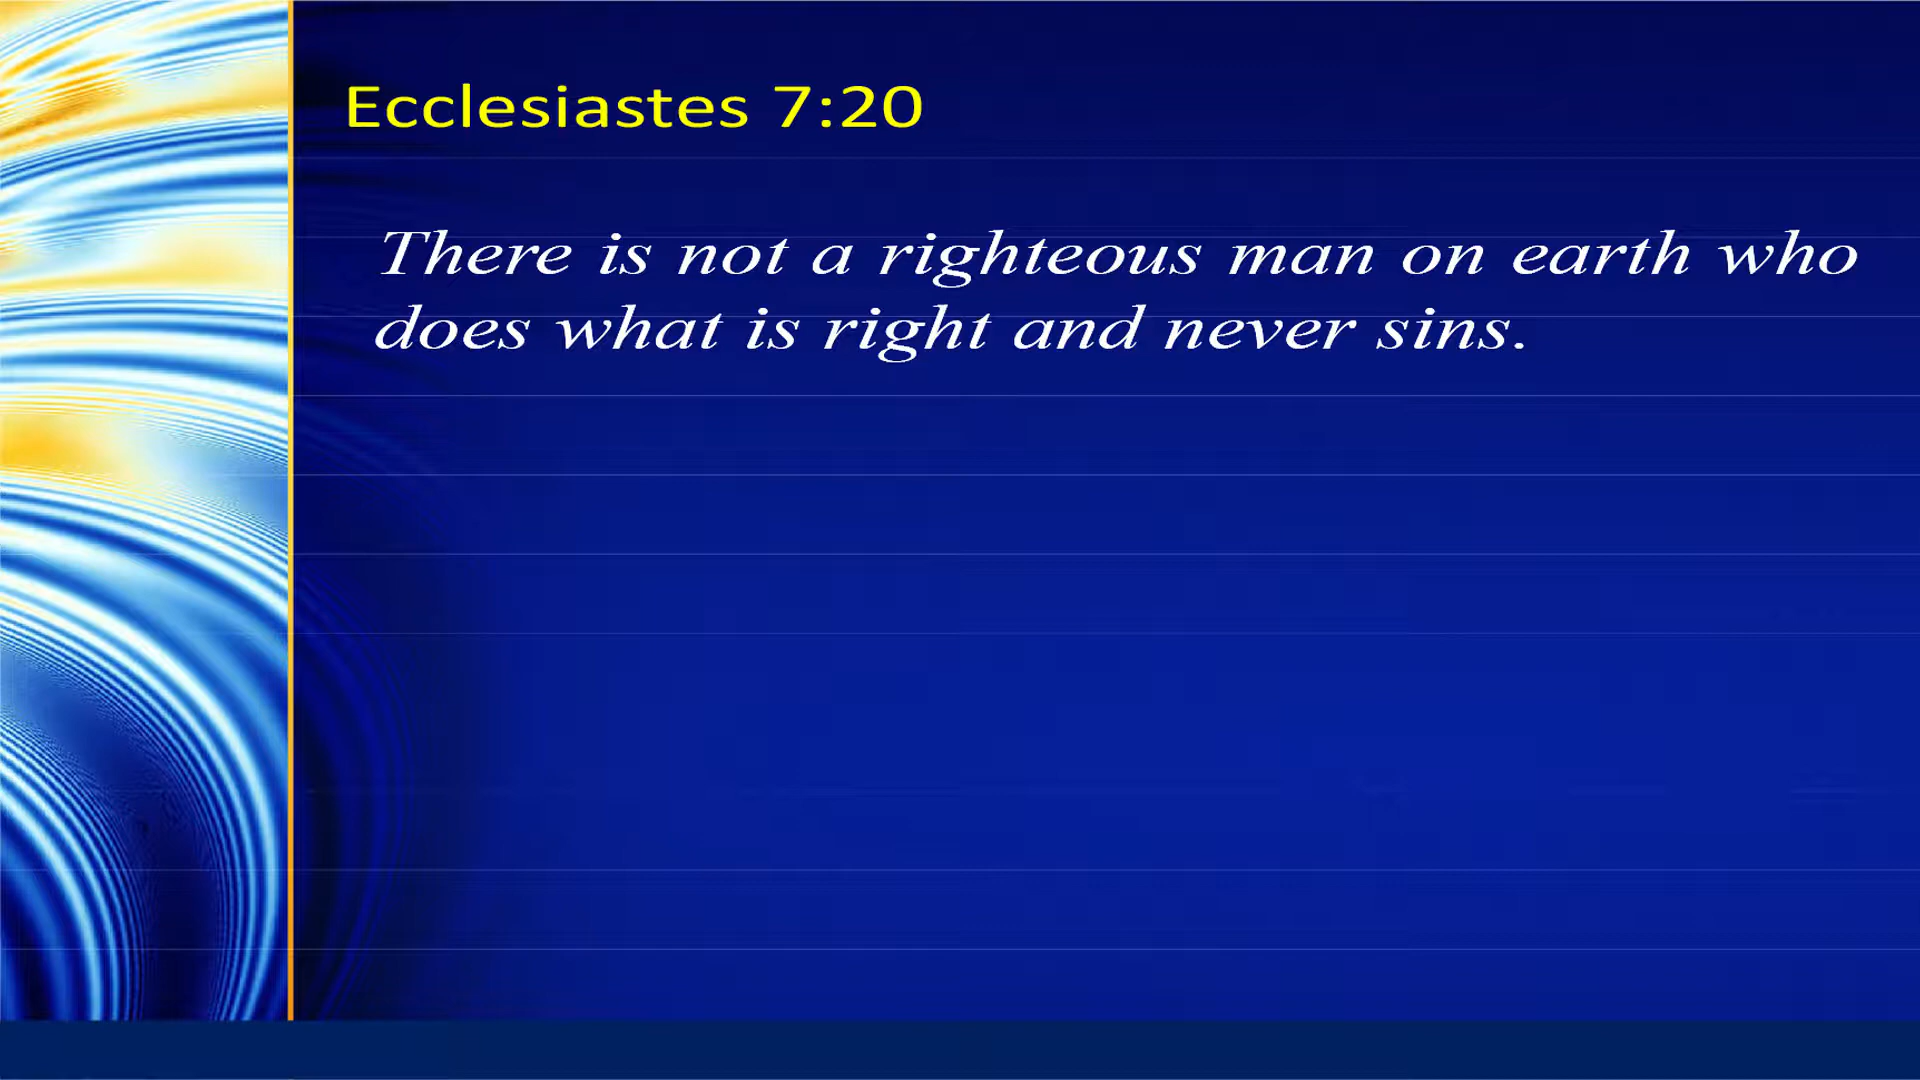 Ecclesiastes 7:20
There is not a righteous man on earth who
does what is right and never sins.